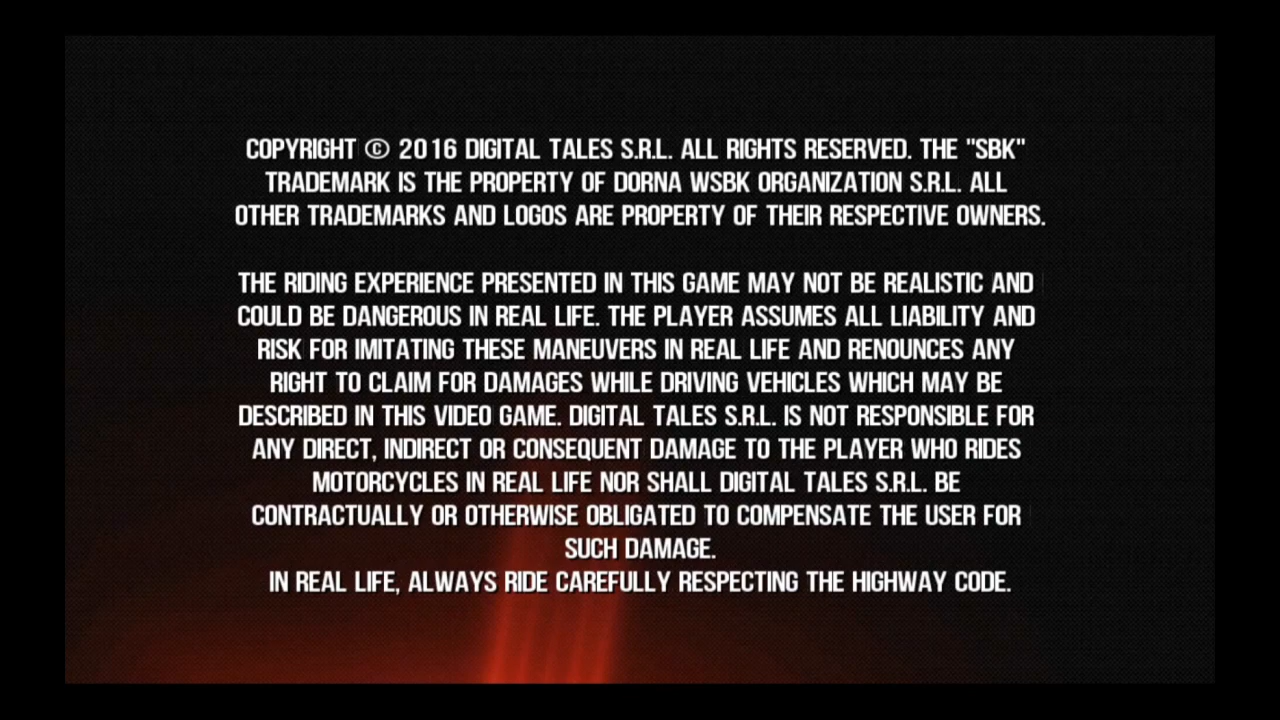 COPYRIGHT © 2016 DIGITAL TALES S.R.L. ALL RIGHTS RESERVED. THE "SBK"
TRADEMARK IS THE PROPERTY OF DORNA WSBK ORGANIZATION S.R.L. ALL
OTHER TRADEMARKS AND LOGOS ARE PROPERTY OF THEIR RESPECTIVE OWNERS.
THE RIDING EXPERIENCE PRESENTED IN THIS GAME MAY NOT BE REALISTIC AND
COULD BE DANGEROUS IN REAL LIFE. THE PLAYER ASSUMES ALL LIABILITY AND
RISK FOR IMITATING THESE MANEUVERS IN REAL LIFE AND RENOUNCES ANY
RIGHT TO CLAIM FOR DAMAGES WHILE DRIVING VEHICLES WHICH MAY BE
DESCRIBED IN THIS VIDEO GAME. DIGITAL TALES S.R.L. IS NOT RESPONSIBLE FOR
ANY DIRECT, INDIRECT OR CONSEQUENT DAMAGE TO THE PLAYER WHO RIDES
MOTORCYCLES IN REAL LIFE NOR SHALL DIGITAL TALES S.R.L. BE
CONTRACTUALLY OR OTHERWISE OBLIGATED TO COMPENSATE THE USER FOR
SUCH DAMAGE.
IN REAL LIFE, ALWAYS RIDE CAREFULLY RESPECTING THE HIGHWAY CODE.